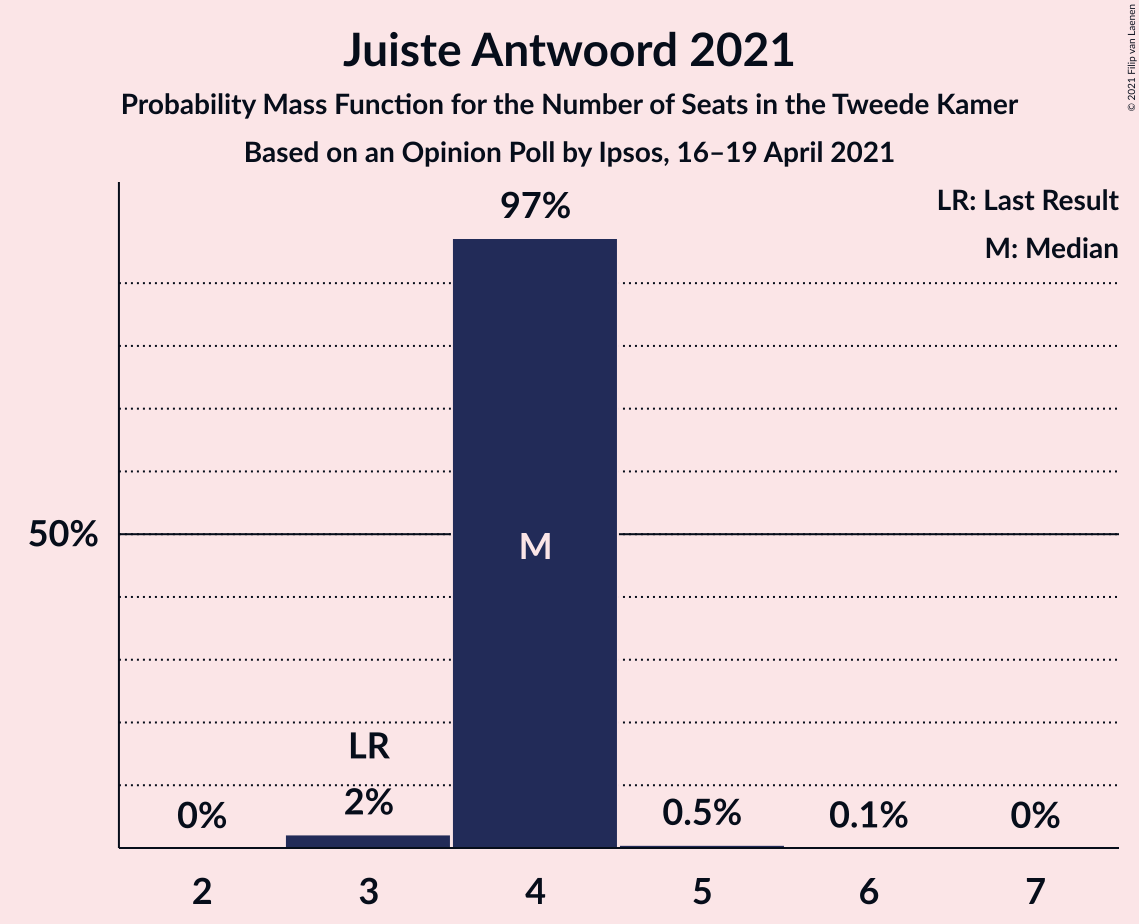 Juiste Antwoord 2021
Probability Mass Function for the Number of Seats in the Tweede Kamer
Based on an Opinion Poll by Ipsos, 16–19 April 2021
© 2021 Filip van Laenen
LR: Last Result
M: Median
97%
50%
M
LR
0%
2%
0.5%
0.1%
0%
2
3
4
5
6
7